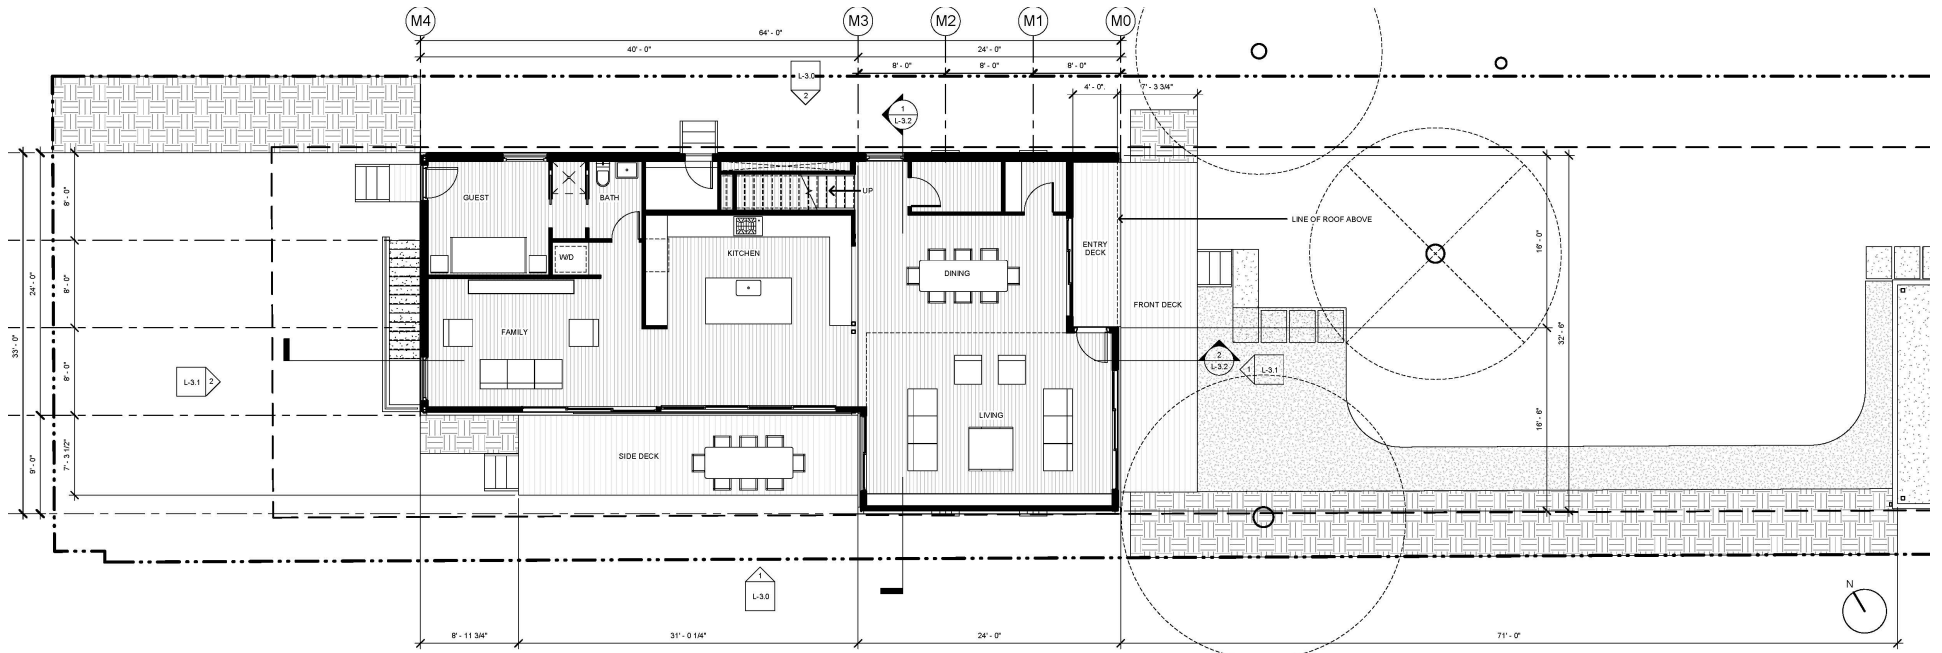 M4
M3
M2
M1
M0
64' - 0"
40' - 0"
24' - 0"
8' - 0"
8' - 0"
8' - 0"
L-3.0
2
1
L-3.2
4' - 0"
7' - 3 3/4"
GUEST
BATH
UP
LINE OF ROOF ABOVE
W/D
KITCHEN
DINING
ENTRY
DECK
FRONT DECK
FAMILY
LIVING
SIDE DECK
8' - 0"
8' - 0"
8' - 0"
24' - 0"
33' - 0"
9' - 0"
7' - 3 1/2"
16' - 0"
32' - 6"
16' - 6"
L-3.1
2
2
L-3.2
1
L-3.1
1
L-3.0
N
8' - 11 3/4"
31' - 0 1/4"
24' - 0"
71' - 0"